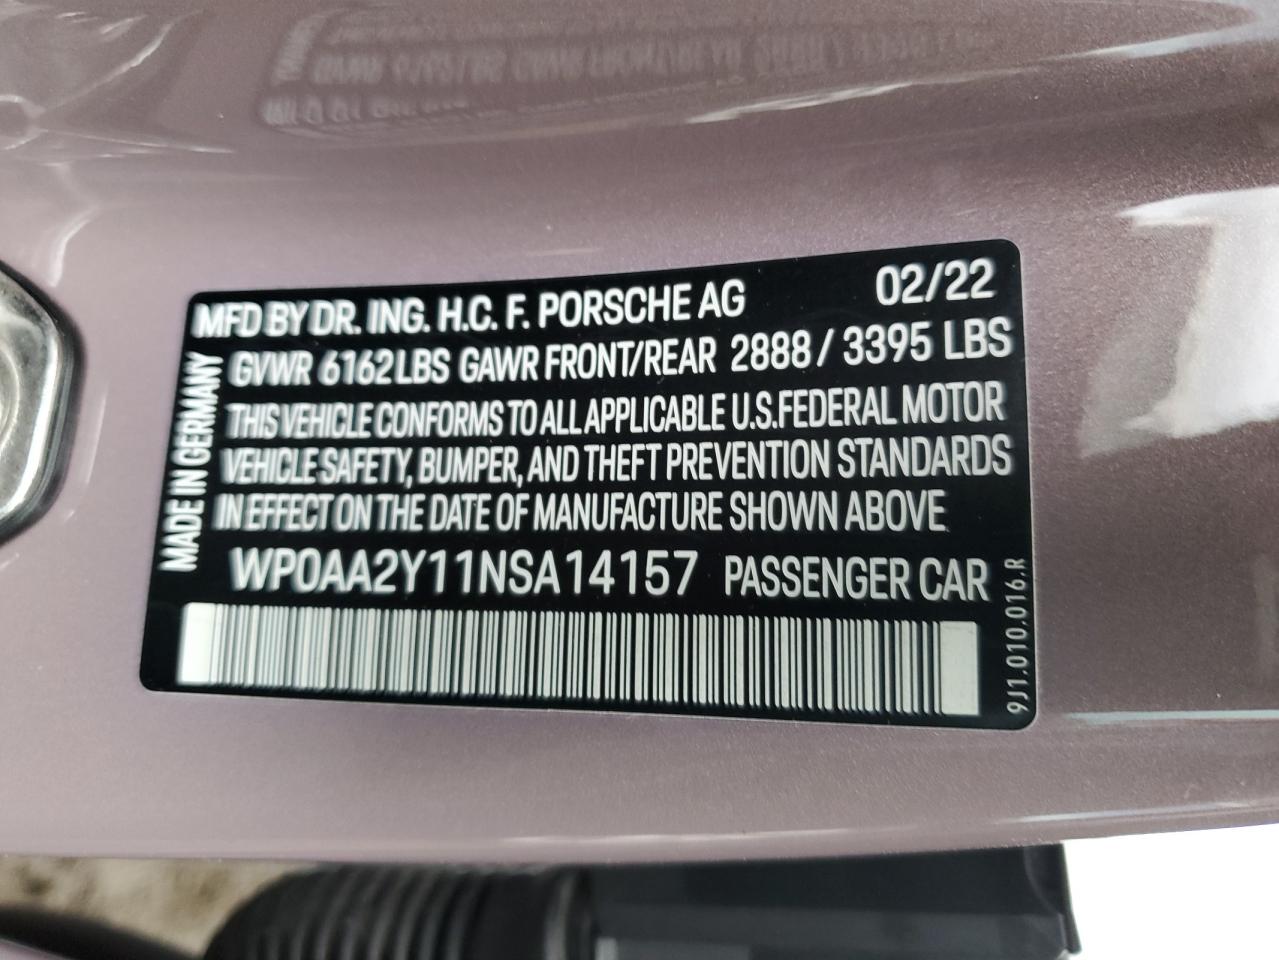 MFD BY DR. ING. H.C. F. PORSCHE AG 02/22
GVWR 6162LBS GAWR FRONT/REAR 2888 / 3395 LBS
THIS VEHICLE CONFORMS TO ALL APPLICABLE U.S.FEDERAL MOTOR
VEHICLE SAFETY, BUMPER, AND THEFT PREVENTION STANDARDS
IN EFFECT ON THE DATE OF MANUFACTURE SHOWN ABOVE
WP0AA2Y11NSA14157 PASSENGER CAR
MADE IN GERMANY
9J1.010.016.R